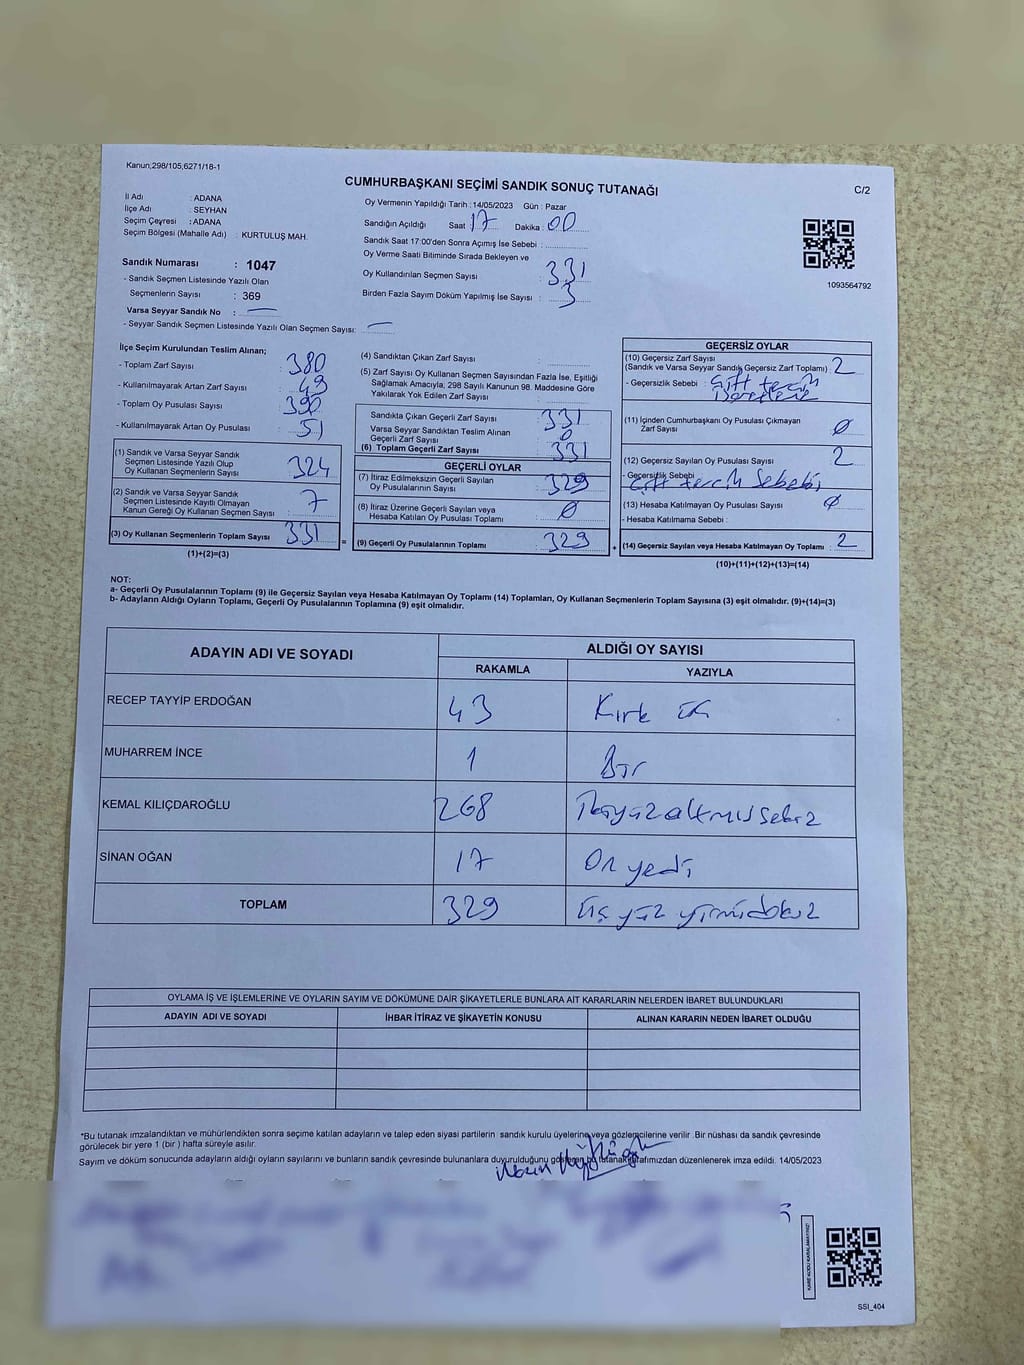 Kanun;298/105,6271/18-1
CUMHURBAŞKANI SEÇİMİ SANDIK SONUÇ TUTANAĞI
C/2
İl Adı : ADANA
İlçe Adı : SEYHAN
Seçim Çevresi : ADANA
Seçim Bölgesi (Mahalle Adı) : KURTULUŞ MAH.
Oy Vermenin Yapıldığı Tarih : 14/05/2023 Gün : Pazar
Sandığın Açıldığı Saat 17 Dakika : 00
Sandık Saat 17:00'den Sonra Açımış İse Sebebi :
Oy Verme Saati Bitiminde Sırada Bekleyen ve
Oy Kullandırılan Seçmen Sayısı : 331
Birden Fazla Sayım Döküm Yapılmış İse Sayısı : 3
1093564792
Sandık Numarası : 1047
- Sandık Seçmen Listesinde Yazılı Olan
Seçmenlerin Sayısı : 369
Varsa Seyyar Sandık No : —
- Seyyar Sandık Seçmen Listesinde Yazılı Olan Seçmen Sayısı: —
İlçe Seçim Kurulundan Teslim Alınan;
- Toplam Zarf Sayısı : 380
- Kullanılmayarak Artan Zarf Sayısı : 49
- Toplam Oy Pusulası Sayısı : 390
- Kullanılmayarak Artan Oy Pusulası : 51
(1) Sandık ve Varsa Seyyar Sandık
Seçmen Listesinde Yazılı Olup
Oy Kullanan Seçmenlerin Sayısı : 324
(2) Sandık ve Varsa Seyyar Sandık
Seçmen Listesinde Kayıtlı Olmayan
Kanun Gereği Oy Kullanan Seçmen Sayısı : 7
(3) Oy Kullanan Seçmenlerin Toplam Sayısı : 331
(1)+(2)=(3)
(4) Sandıktan Çıkan Zarf Sayısı :
(5) Zarf Sayısı Oy Kullanan Seçmen Sayısından Fazla İse, Eşitliği
Sağlamak Amacıyla, 298 Sayılı Kanunun 98. Maddesine Göre
Yakılarak Yok Edilen Zarf Sayısı :
Sandıkta Çıkan Geçerli Zarf Sayısı : 331
Varsa Seyyar Sandıktan Teslim Alınan
Geçerli Zarf Sayısı : 0
(6) Toplam Geçerli Zarf Sayısı : 331
GEÇERLİ OYLAR
(7) İtiraz Edilmeksizin Geçerli Sayılan
Oy Pusulalarının Sayısı : 329
(8) İtiraz Üzerine Geçerli Sayılan veya
Hesaba Katılan Oy Pusulası Toplamı : 0
= (9) Geçerli Oy Pusulalarının Toplamı : 329
GEÇERSİZ OYLAR
(10) Geçersiz Zarf Sayısı
(Sandık ve Varsa Seyyar Sandık Geçersiz Zarf Toplamı) : 2
- Geçersizlik Sebebi : Çift tercih
(11) İçinden Cumhurbaşkanı Oy Pusulası Çıkmayan
Zarf Sayısı : 0
(12) Geçersiz Sayılan Oy Pusulası Sayısı : 2
- Geçersizlik Sebebi : Çift tercih sebebi
(13) Hesaba Katılmayan Oy Pusulası Sayısı : 0
- Hesaba Katılmama Sebebi :
+ (14) Geçersiz Sayılan veya Hesaba Katılmayan Oy Toplamı : 2
(10)+(11)+(12)+(13)=(14)
NOT:
a- Geçerli Oy Pusulalarının Toplamı (9) ile Geçersiz Sayılan veya Hesaba Katılmayan Oy Toplamı (14) Toplamları, Oy Kullanan Seçmenlerin Toplam Sayısına (3) eşit olmalıdır. (9)+(14)=(3)
b- Adayların Aldığı Oyların Toplamı, Geçerli Oy Pusulalarının Toplamına (9) eşit olmalıdır.
ADAYIN ADI VE SOYADI
ALDIĞI OY SAYISI
RAKAMLA YAZIYLA
RECEP TAYYİP ERDOĞAN 43 Kırk
MUHARREM İNCE 1 Bir
KEMAL KILIÇDAROĞLU 268 İkiyüzaltmışsekiz
SİNAN OĞAN 17 On yedi
TOPLAM 329 Üç yüz yirmidokuz
OYLAMA İŞ VE İŞLEMLERİNE VE OYLARIN SAYIM VE DÖKÜMÜNE DAİR ŞİKAYETLERLE BUNLARA AİT KARARLARIN NELERDEN İBARET BULUNDUKLARI
ADAYIN ADI VE SOYADI İHBAR İTİRAZ VE ŞİKAYETİN KONUSU ALINAN KARARIN NEDEN İBARET OLDUĞU
*Bu tutanak imzalandıktan ve mühürlendikten sonra seçime katılan adayların ve talep eden siyasi partilerin sandık kurulu üyelerine/veya gözlemcilerine verilir .Bir nüshası da sandık çevresinde
görülecek bir yere 1 (bir ) hafta süreyle asılır.
Sayım ve döküm sonucunda adayların aldığı oyların sayılarını ve bunların sandık çevresinde bulunanlara duyurulduğunu gösteren bu tutanak tarafımızdan düzenlenerek imza edildi. 14/05/2023
KARE KODU KARALAMAYINIZ!
SSI_404